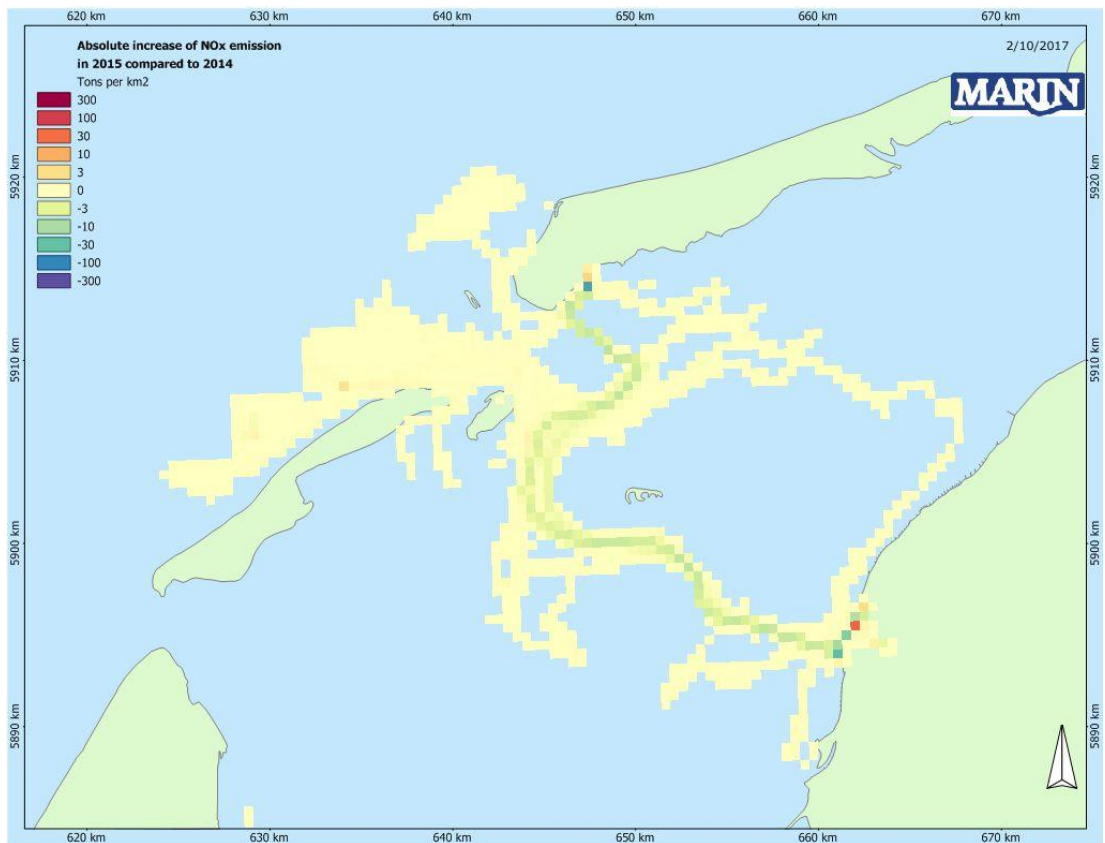 620 km 630 km 640 km 650 km 660 km 670 km
Absolute increase of NOx emission
in 2015 compared to 2014
Tons per km2
300
100
30
10
3
0
-3
-10
-30
-100
-300
2/10/2017
MARIN
5920 km 5920 km
5910 km 5910 km
5900 km 5900 km
5890 km 5890 km
620 km 630 km 640 km 650 km 660 km 670 km